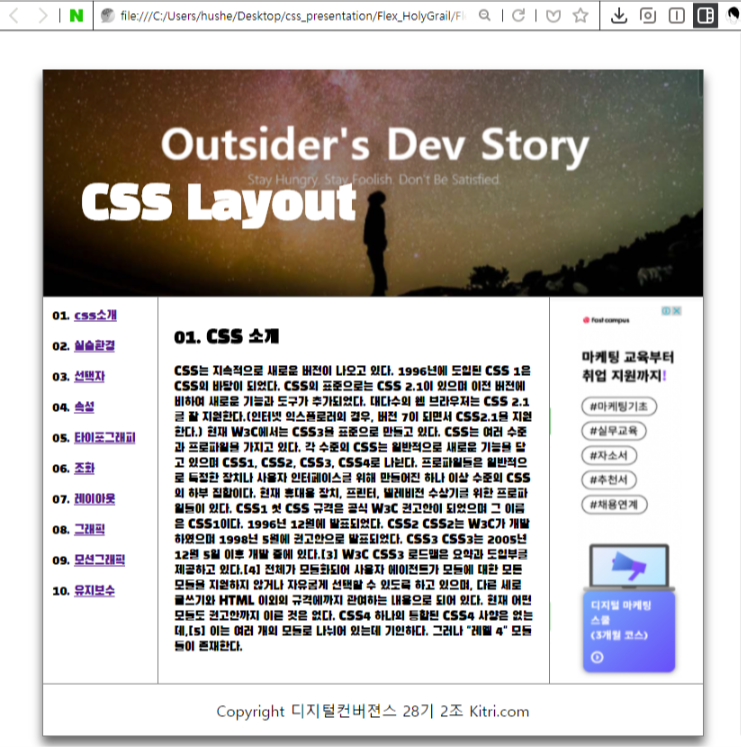 file:///C:/Users/hushe/Desktop/css_presentation/Flex_HolyGrail/Fl
Outsider's Dev Story
Stay Hungry. Stay Foolish. Don't Be Satisfied.
CSS Layout
01. css소개
02. 실습환경
03. 선택자
04. 속성
05. 타이포그래피
06. 조화
07. 레이아웃
08. 그래픽
09. 모션그래픽
10. 유지보수
01. CSS 소개
CSS는 지속적으로 새로운 버전이 나오고 있다. 1996년에 도입된 CSS 1은
CSS의 바탕이 되었다. CSS의 표준으로는 CSS 2.1이 있으며 이전 버전에
비하여 새로운 기능과 도구가 추가되었다. 대다수의 웹 브라우저는 CSS 2.1
을 잘 지원한다.(인터넷 익스플로러의 경우, 버전 7이 되면서 CSS2.1을 지원
한다.) 현재 W3C에서는 CSS3을 표준으로 만들고 있다. CSS는 여러 수준
과 프로파일을 가지고 있다. 각 수준의 CSS는 일반적으로 새로운 기능을 담
고 있으며 CSS1, CSS2, CSS3, CSS4로 나뉜다. 프로파일들은 일반적으
로 특정한 장치나 사용자 인터페이스를 위해 만들어진 하나 이상 수준의 CSS
의 하부 집합이다. 현재 휴대용 장치, 프린터, 텔레비전 수상기를 위한 프로파
일들이 있다. CSS1 첫 CSS 규격은 공식 W3C 권고안이 되었으며 그 이름
은 CSS1이다. 1996년 12월에 발표되었다. CSS2 CSS2는 W3C가 개발
하였으며 1998년 5월에 권고안으로 발표되었다. CSS3 CSS3는 2005년
12월 5일 이후 개발 중에 있다.[3] W3C CSS3 로드맵은 요약과 도입부를
제공하고 있다.[4] 전체가 모듈화되어 사용자 에이전트가 모듈에 대한 모든
모듈을 지원하지 않거나 자유롭게 선택할 수 있도록 하고 있으며, 다른 세로
글쓰기와 HTML 이외의 규격에까지 관여하는 내용으로 되어 있다. 현재 어떤
모듈도 권고안까지 이른 것은 없다. CSS4 하나의 통합된 CSS4 사양은 없는
데,[5] 이는 여러 개의 모듈로 나뉘어 있는데 기인하다. 그러나 "레벨 4" 모듈
들이 존재한다.
fast campus
마케팅 교육부터
취업 지원까지!
#마케팅기초
#실무교육
#자소서
#추천서
#채용연계
디지털 마케팅
스쿨
(3개월 코스)
Copyright 디지털컨버젼스 28기 2조 Kitri.com